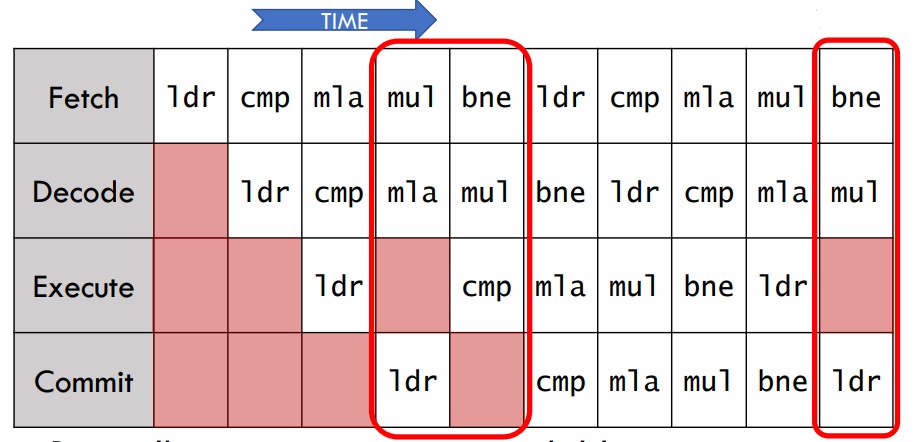 TIME
Fetch ldr cmp mla mul bne ldr cmp mla mul bne
Decode ldr cmp mla mul bne ldr cmp mla mul
Execute ldr cmp mla mul bne ldr
Commit ldr cmp mla mul bne ldr